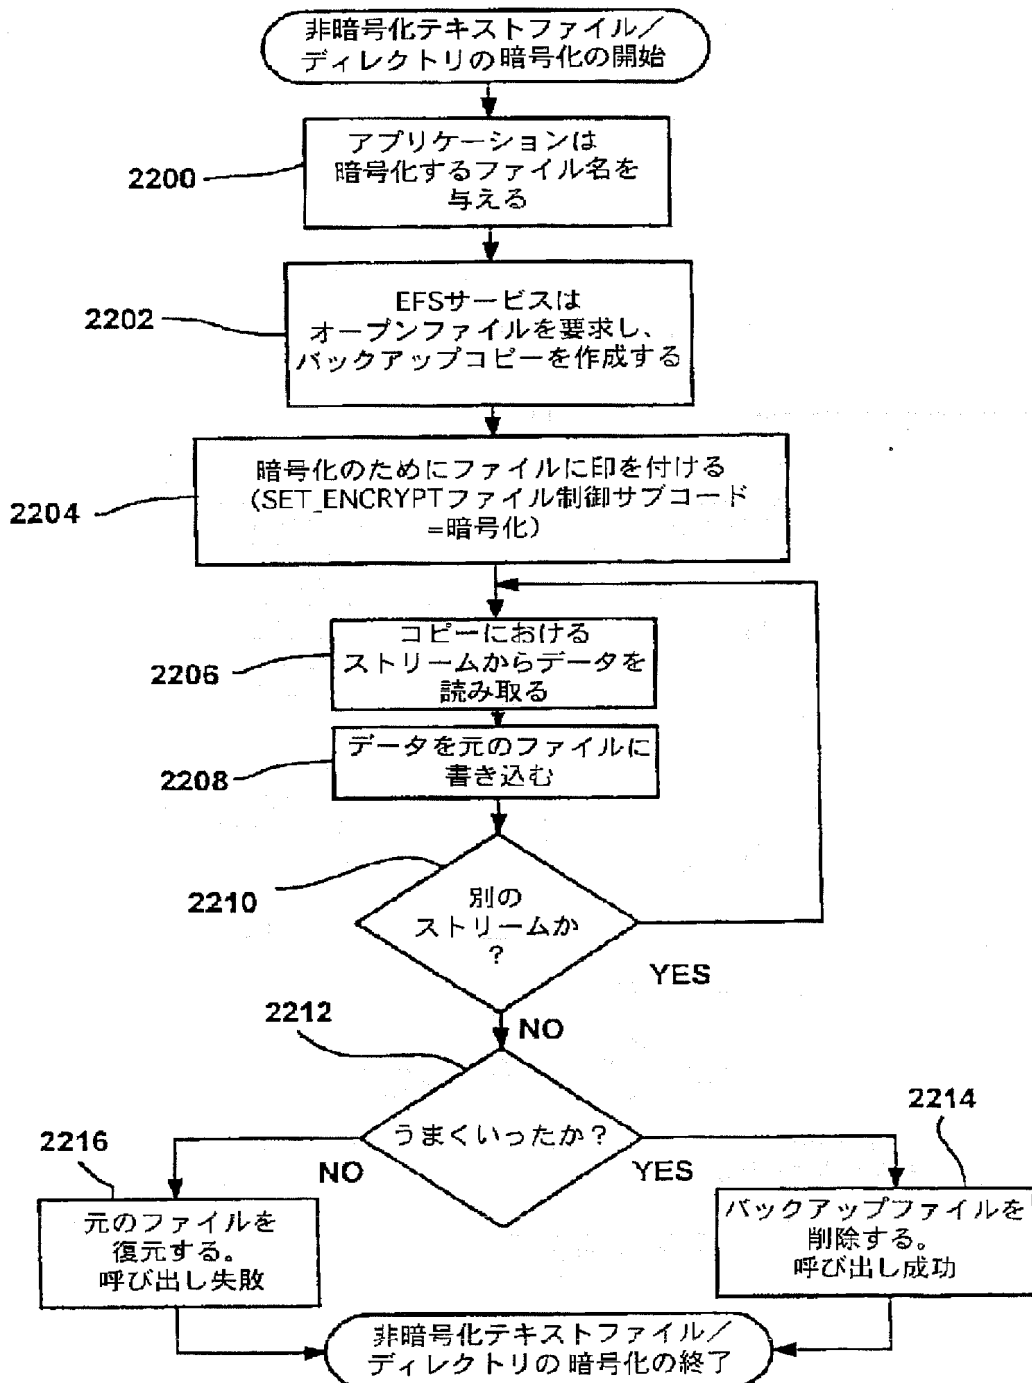 非暗号化テキストファイル／
ディレクトリの暗号化の開始
2200
アプリケーションは
暗号化するファイル名を
与える
2202
EFSサービスは
オープンファイルを要求し、
バックアップコピーを作成する
2204
暗号化のためにファイルに印を付ける
(SET_ENCRYPTファイル制御サブコード
=暗号化)
2206
コピーにおける
ストリームからデータを
読み取る
2208
データを元のファイルに
書き込む
2210
別の
ストリームか
?
YES
NO
2212
うまくいったか?
NO
YES
2216
元のファイルを
復元する。
呼び出し失敗
2214
バックアップファイルを
削除する。
呼び出し成功
非暗号化テキストファイル／
ディレクトリの暗号化の終了